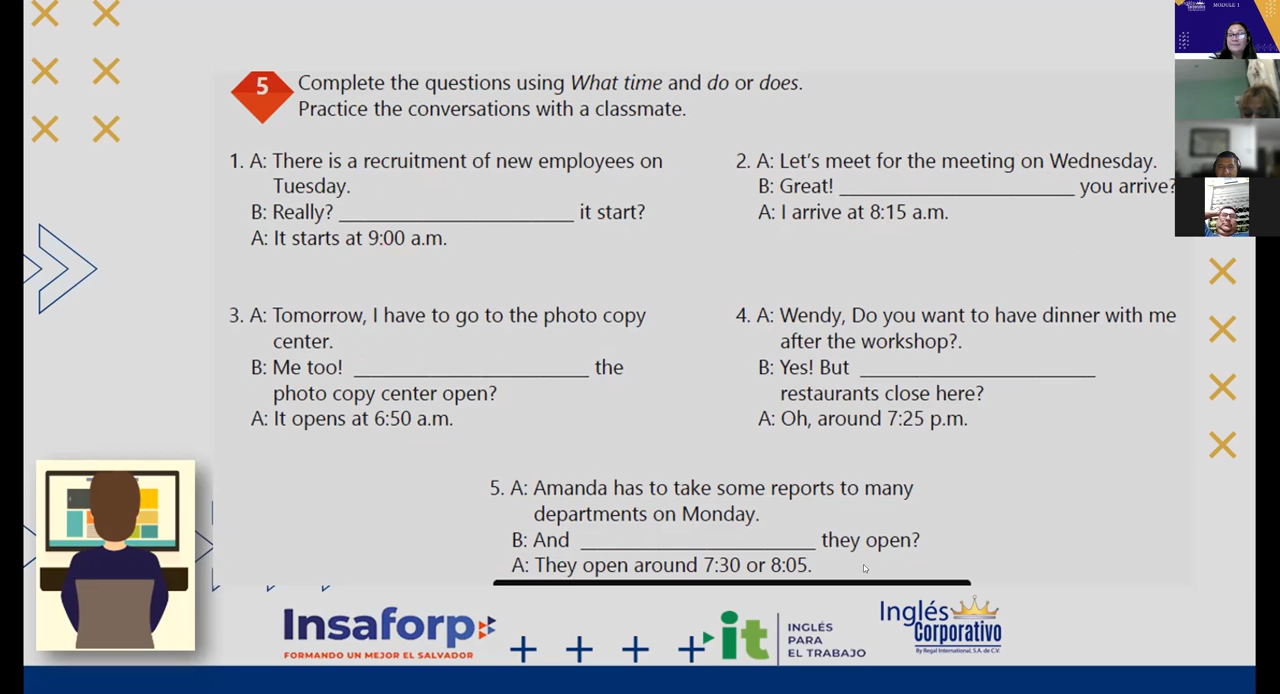 5
Complete the questions using What time and do or does.
Practice the conversations with a classmate.
1. A: There is a recruitment of new employees on
Tuesday.
B: Really? ______________________ it start?
A: It starts at 9:00 a.m.
2. A: Let's meet for the meeting on Wednesday.
B: Great! ______________________ you arrive?
A: I arrive at 8:15 a.m.
3. A: Tomorrow, I have to go to the photo copy
center.
B: Me too! ______________________ the
photo copy center open?
A: It opens at 6:50 a.m.
4. A: Wendy, Do you want to have dinner with me
after the workshop?.
B: Yes! But ______________________
restaurants close here?
A: Oh, around 7:25 p.m.
5. A: Amanda has to take some reports to many
departments on Monday.
B: And ______________________ they open?
A: They open around 7:30 or 8:05.
Insaforp
FORMANDO UN MEJOR EL SALVADOR
it
INGLÉS
PARA
EL TRABAJO
Inglés
Corporativo
By Regal International, S.A. de C.V.
MODULE 1